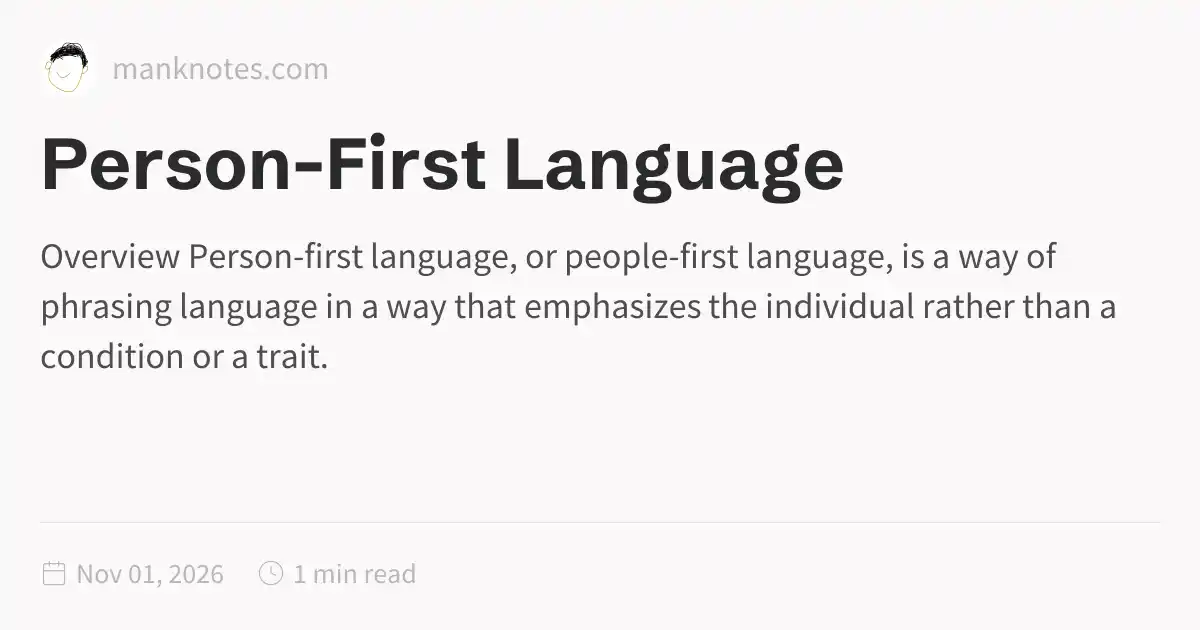 manknotes.com
Person-First Language
Overview Person-first language, or people-first language, is a way of
phrasing language in a way that emphasizes the individual rather than a
condition or a trait.
Nov 01, 2026 1 min read